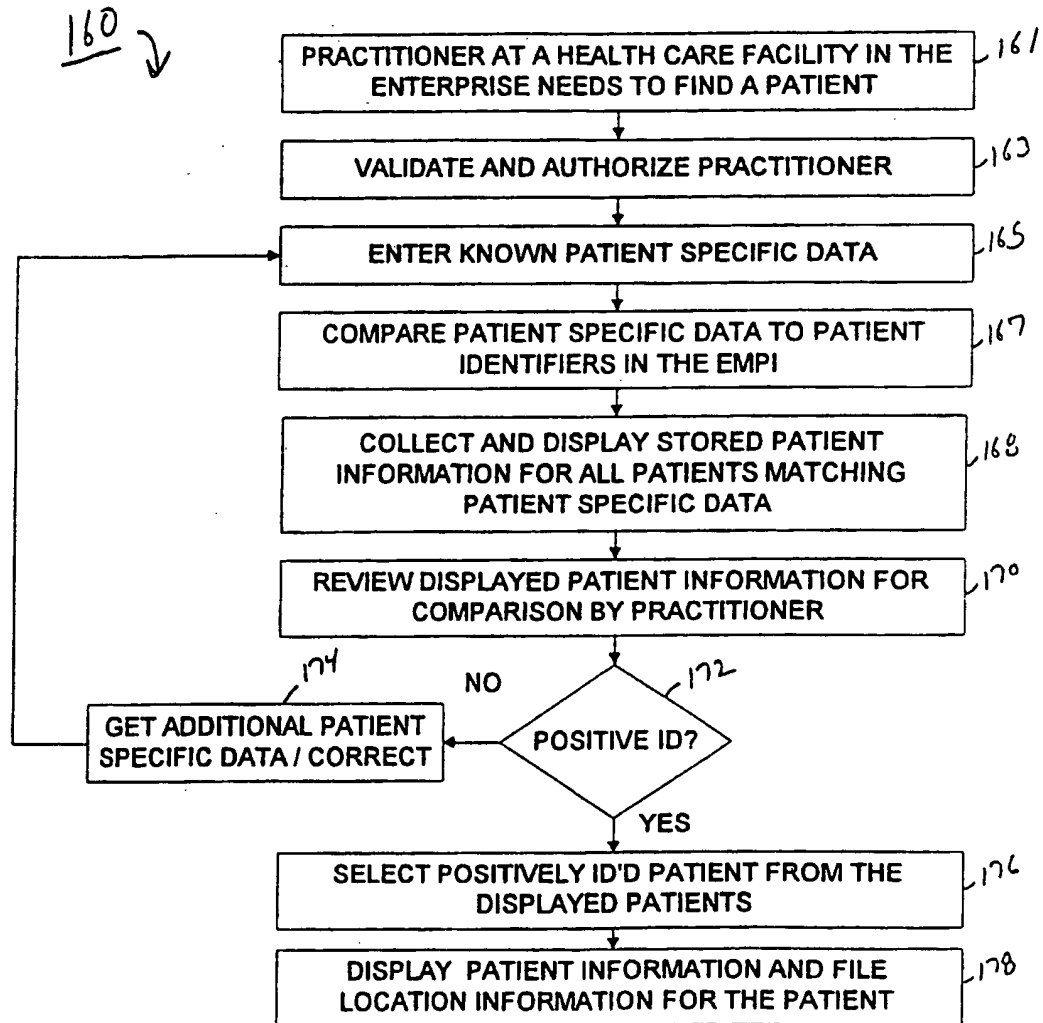 160
PRACTITIONER AT A HEALTH CARE FACILITY IN THE
ENTERPRISE NEEDS TO FIND A PATIENT
161
VALIDATE AND AUTHORIZE PRACTITIONER
163
ENTER KNOWN PATIENT SPECIFIC DATA
165
COMPARE PATIENT SPECIFIC DATA TO PATIENT
IDENTIFIERS IN THE EMPI
167
COLLECT AND DISPLAY STORED PATIENT
INFORMATION FOR ALL PATIENTS MATCHING
PATIENT SPECIFIC DATA
168
REVIEW DISPLAYED PATIENT INFORMATION FOR
COMPARISON BY PRACTITIONER
170
172
POSITIVE ID?
NO
174
GET ADDITIONAL PATIENT
SPECIFIC DATA / CORRECT
YES
SELECT POSITIVELY ID'D PATIENT FROM THE
DISPLAYED PATIENTS
176
DISPLAY PATIENT INFORMATION AND FILE
LOCATION INFORMATION FOR THE PATIENT
178